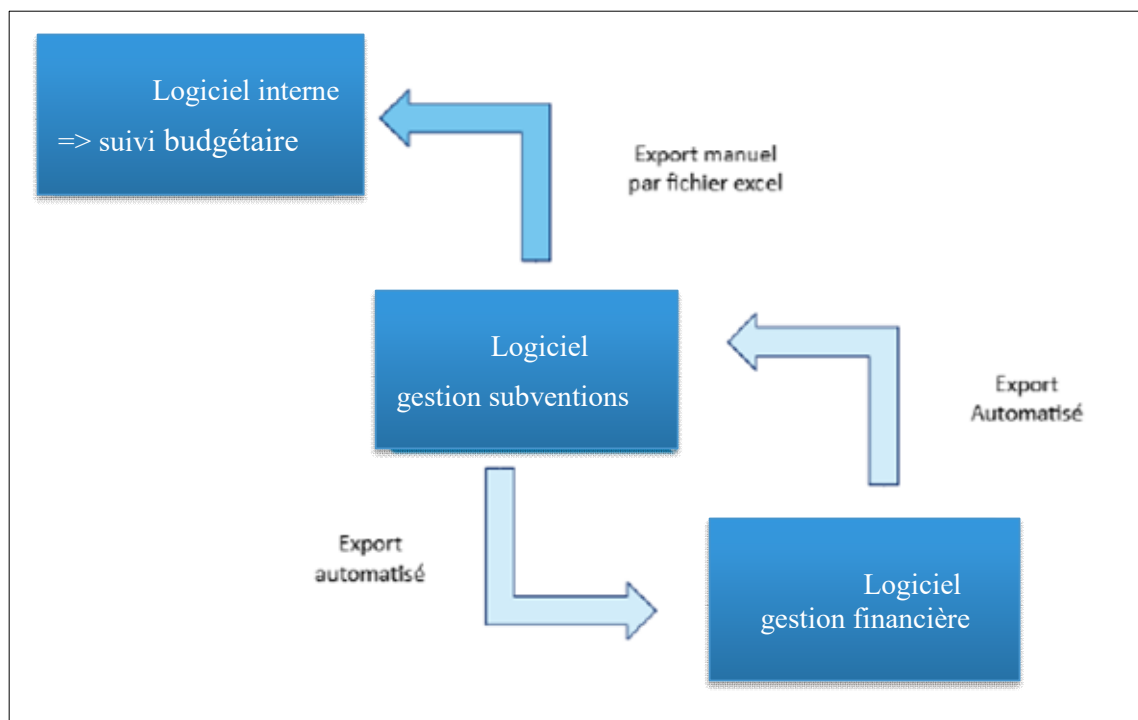 Logiciel interne
=> suivi budgétaire
Export manuel
par fichier excel
Logiciel
gestion subventions
Export
Automatisé
Export
automatisé
Logiciel
gestion financière